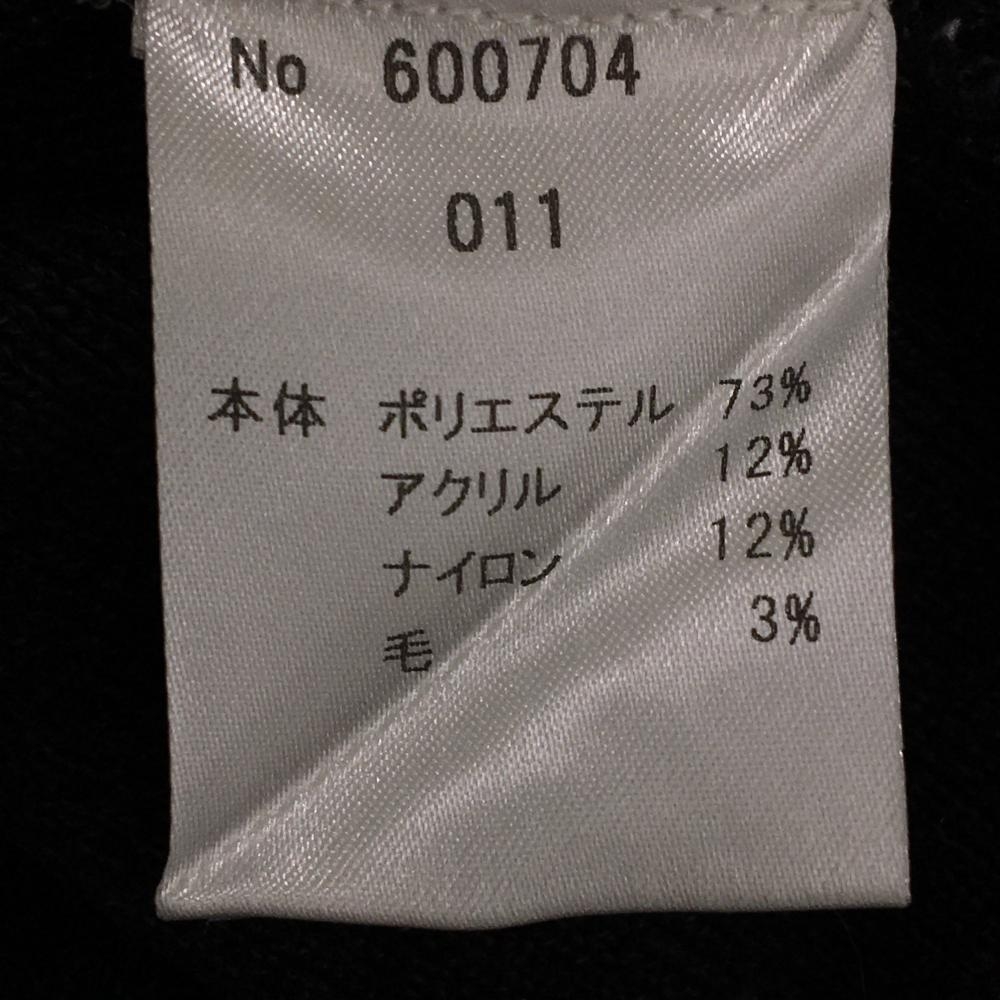 No 600704
011
本体 ポリエステル 73%
アクリル 12%
ナイロン 12%
毛 3%